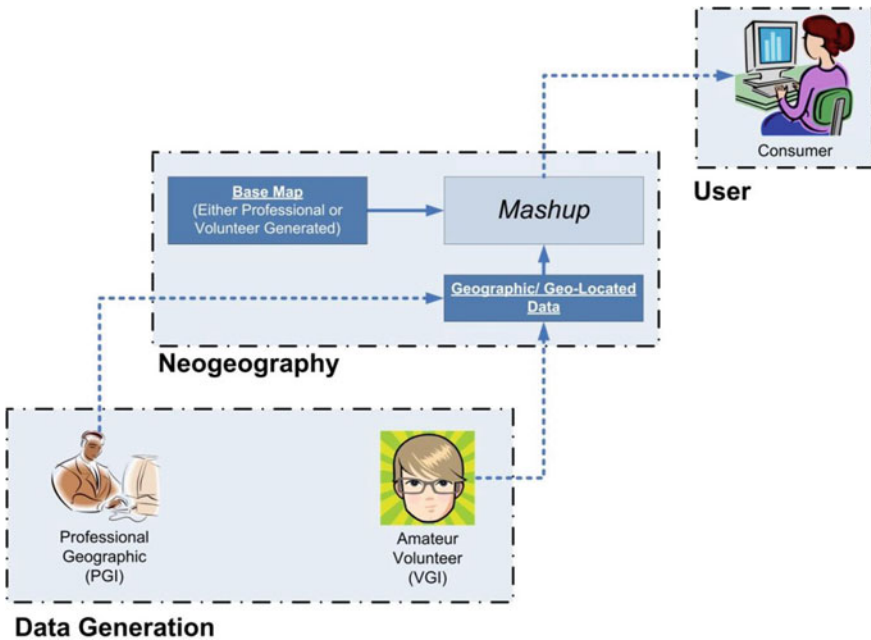 Consumer
User
Base Map
(Either Professional or
Volunteer Generated)
Mashup
Geographic/ Geo-Located
Data
Neogeography
Professional
Geographic
(PGI)
Amateur
Volunteer
(VGI)
Data Generation